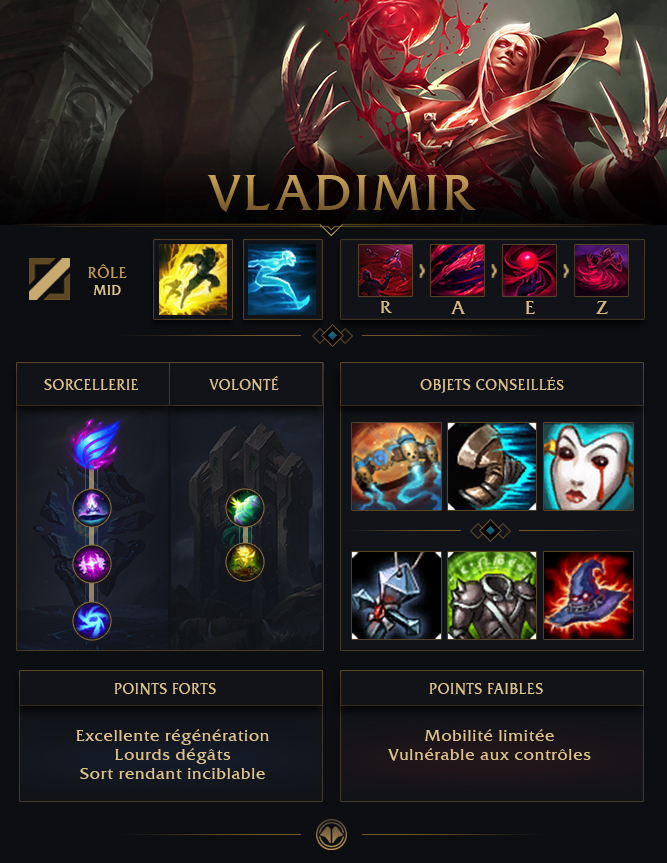 VLADIMIR
RÔLE
MID
R A E Z
SORCELLERIE
VOLONTÉ
OBJETS CONSEILLÉS
POINTS FORTS
Excellente régénération
Lourds dégâts
Sort rendant inciblable
POINTS FAIBLES
Mobilité limitée
Vulnérable aux contrôles